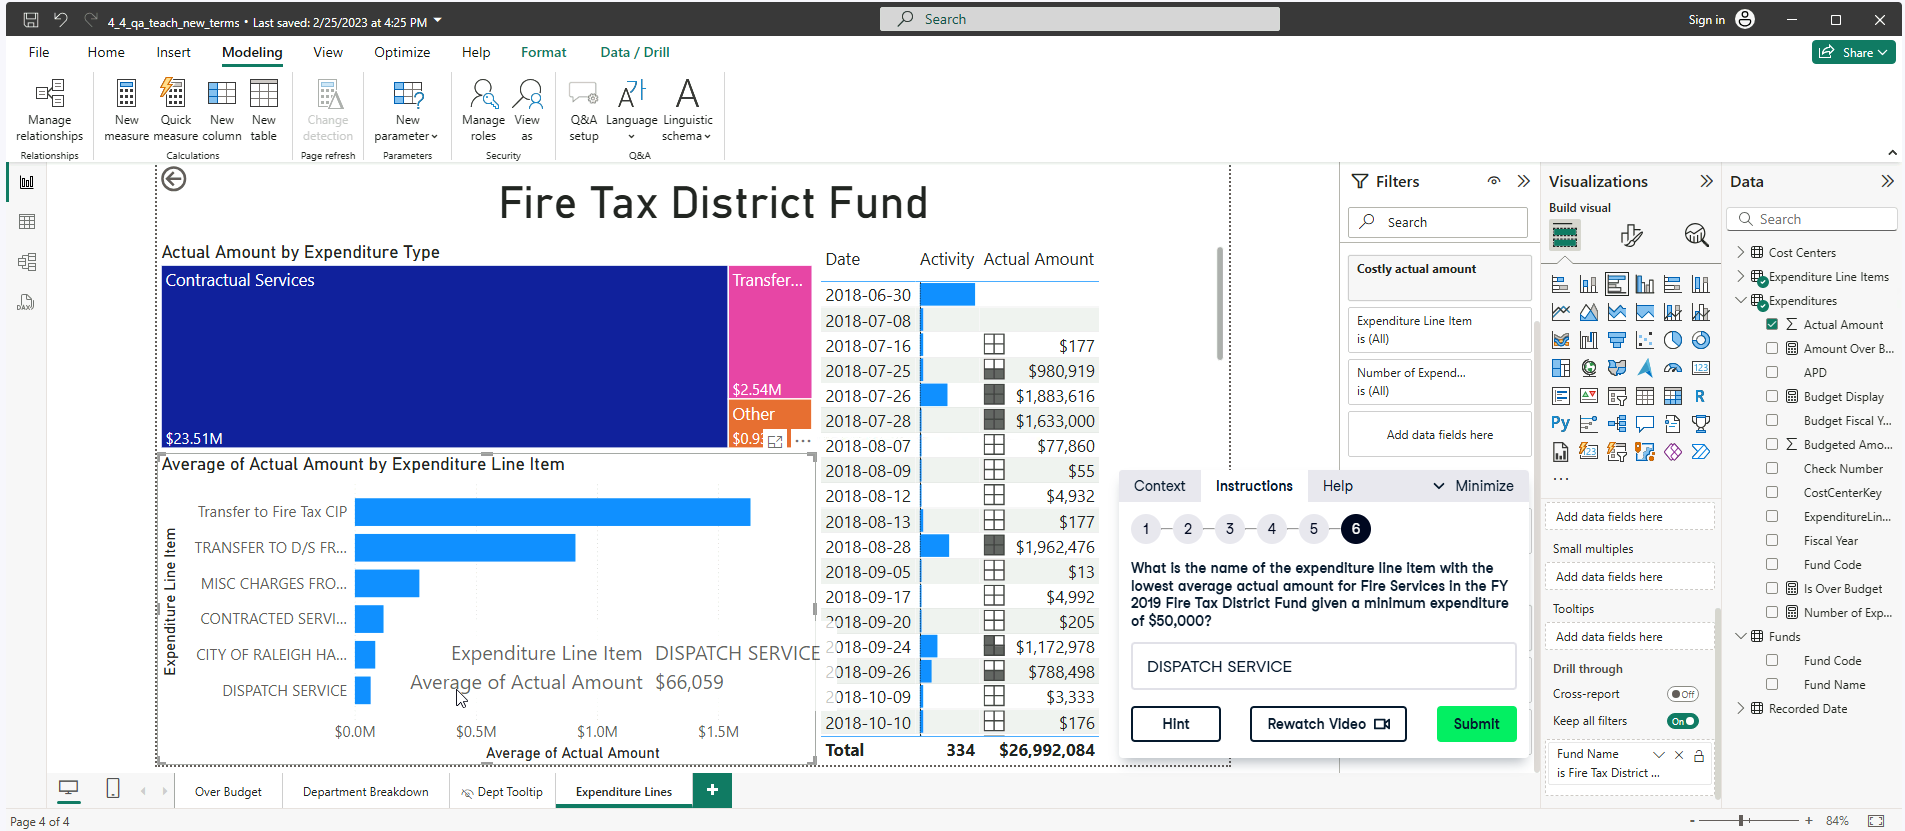 4_4_qa_teach_new_terms • Last saved: 2/25/2023 at 4:25 PM
Search
Sign in
File
Home
Insert
Modeling
View
Optimize
Help
Format
Data / Drill
Share
Manage relationships
New measure
Quick measure
New column
New table
Change detection
New parameter
Manage roles
View as
Q&A setup
Language
Linguistic schema
Relationships
Calculations
Page refresh
Parameters
Security
Q&A
DAX
Fire Tax District Fund
Actual Amount by Expenditure Type
Contractual Services
$23.51M
Transfer...
$2.54M
Other
Average of Actual Amount by Expenditure Line Item
Expenditure Line Item
Transfer to Fire Tax CIP
TRANSFER TO D/S FR...
MISC CHARGES FRO...
CONTRACTED SERVI...
CITY OF RALEIGH HA...
DISPATCH SERVICE
Expenditure Line Item DISPATCH SERVICE
Average of Actual Amount $66,059
$0.0M $0.5M $1.0M $1.5M
Average of Actual Amount
Date Activity Actual Amount
2018-06-30
2018-07-08
2018-07-16 $177
2018-07-25 $980,919
2018-07-26 $1,883,616
2018-07-28 $1,633,000
2018-08-07 $77,860
2018-08-09 $55
2018-08-12 $4,932
2018-08-13 $177
2018-08-28 $1,962,476
2018-09-05 $13
2018-09-17 $4,992
2018-09-20 $205
2018-09-24 $1,172,978
2018-09-26 $788,498
2018-10-09 $3,333
2018-10-10 $176
Total 334 $26,992,084
Context
Instructions
Help
Minimize
1 2 3 4 5 6
What is the name of the expenditure line item with the
lowest average actual amount for Fire Services in the FY
2019 Fire Tax District Fund given a minimum expenditure
of $50,000?
DISPATCH SERVICE
Hint
Rewatch Video
Submit
Filters
Search
Costly actual amount
Expenditure Line Item
is (All)
Number of Expend...
is (All)
Add data fields here
Visualizations
Build visual
123
R
Py
123
...
Add data fields here
Small multiples
Add data fields here
Tooltips
Add data fields here
Drill through
Cross-report
Off
Keep all filters
On
Fund Name
is Fire Tax District ...
Data
Search
Cost Centers
Expenditure Line Items
Expenditures
Actual Amount
Amount Over B...
APD
Budget Display
Budget Fiscal Y...
Budgeted Amo...
Check Number
CostCenterKey
ExpenditureLin...
Fiscal Year
Fund Code
Is Over Budget
Number of Exp...
Funds
Fund Code
Fund Name
Recorded Date
Over Budget
Department Breakdown
Dept Tooltip
Expenditure Lines
+
Page 4 of 4
- + 84%